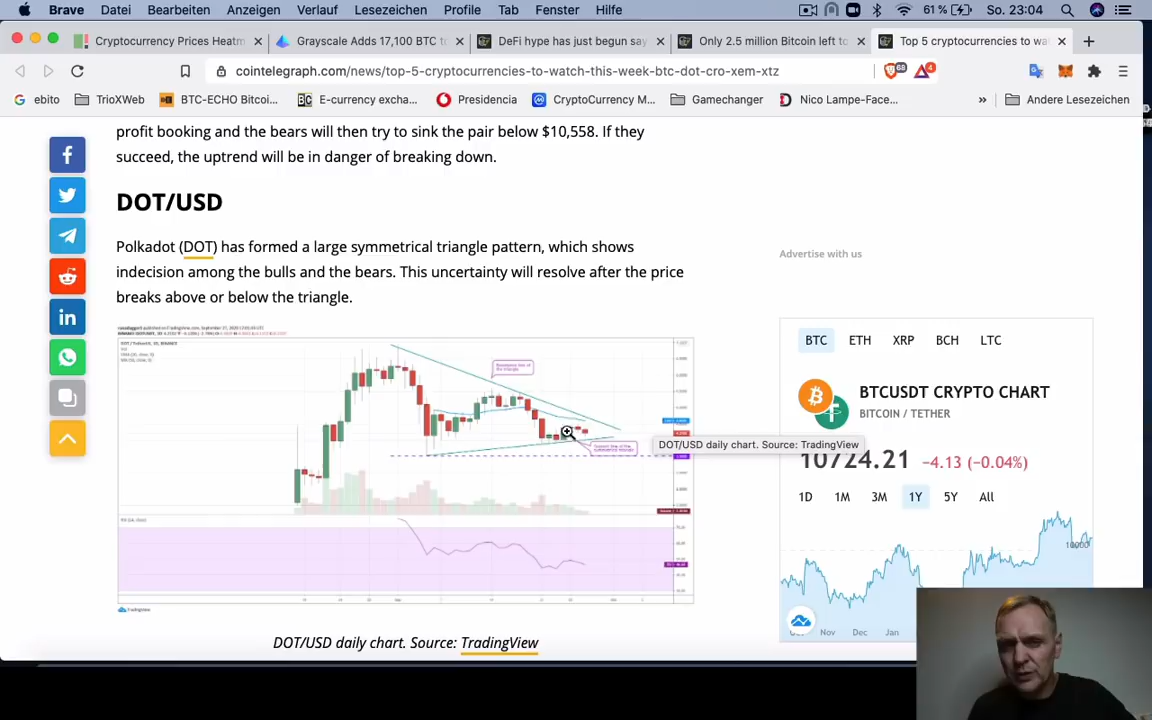 Brave Datei Bearbeiten Anzeigen Verlauf Lesezeichen Profile Tab Fenster Hilfe 61 % So. 23:04
Cryptocurrency Prices Heatm Grayscale Adds 17,100 BTC t DeFi hype has just begun say Only 2.5 million Bitcoin left to Top 5 cryptocurrencies to wa
cointelegraph.com/news/top-5-cryptocurrencies-to-watch-this-week-btc-dot-cro-xem-xtz 68 4
ebito TrioXWeb BTC-ECHO Bitcoi... E-currency excha... Presidencia CryptoCurrency M... Gamechanger Nico Lampe-Face... » Andere Lesezeichen
profit booking and the bears will then try to sink the pair below $10,558. If they
succeed, the uptrend will be in danger of breaking down.
DOT/USD
Polkadot (DOT) has formed a large symmetrical triangle pattern, which shows
indecision among the bulls and the bears. This uncertainty will resolve after the price
breaks above or below the triangle.
Advertise with us
BTC ETH XRP BCH LTC
BTCUSDT CRYPTO CHART
BITCOIN / TETHER
DOT/USD daily chart. Source: TradingView
10724.21 −4.13 (−0.04%)
1D 1M 3M 1Y 5Y All
10000
Nov Dec Jan
TradingView
DOT/USD daily chart. Source: TradingView